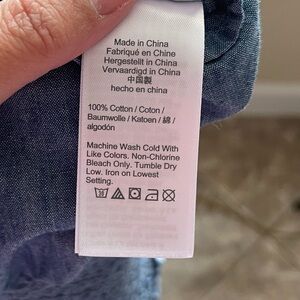 Made in China
Fabriqué en Chine
Hergestellt in China
Vervaardigd in China
中国製
hecho en china
100% Cotton / Coton /
Baumwolle / Katoen / 綿 /
algodón
Machine Wash Cold With
Like Colors. Non-Chlorine
Bleach Only. Tumble Dry
Low. Iron on Lowest
Setting.